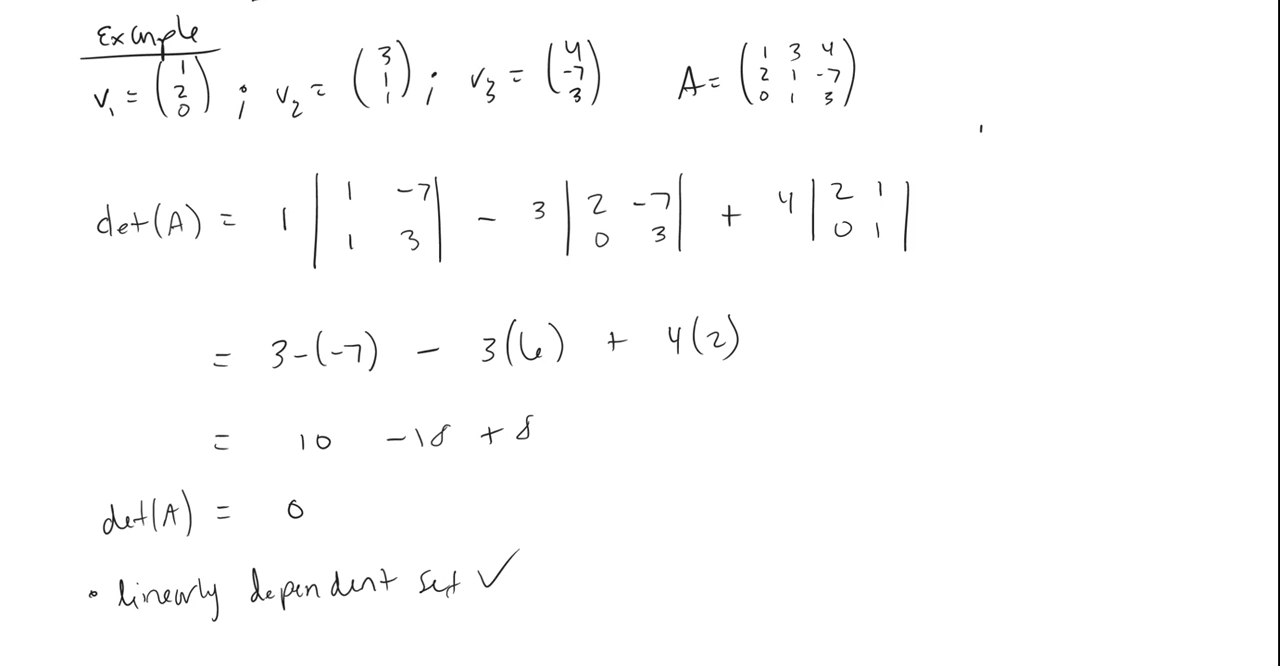 Example
v₁ = (1 2 0) ; v₂ = (3 1 1) ; v₃ = (4 -7 3) A = (1 3 4 2 1 -7 0 1 3)
det(A) = 1 |1 -7 1 3| - 3 |2 -7 0 3| + 4 |2 1 0 1|
= 3-(-7) - 3(6) + 4(2)
= 10 -18 +8
det(A) = 0
• linearly dependent set ✓